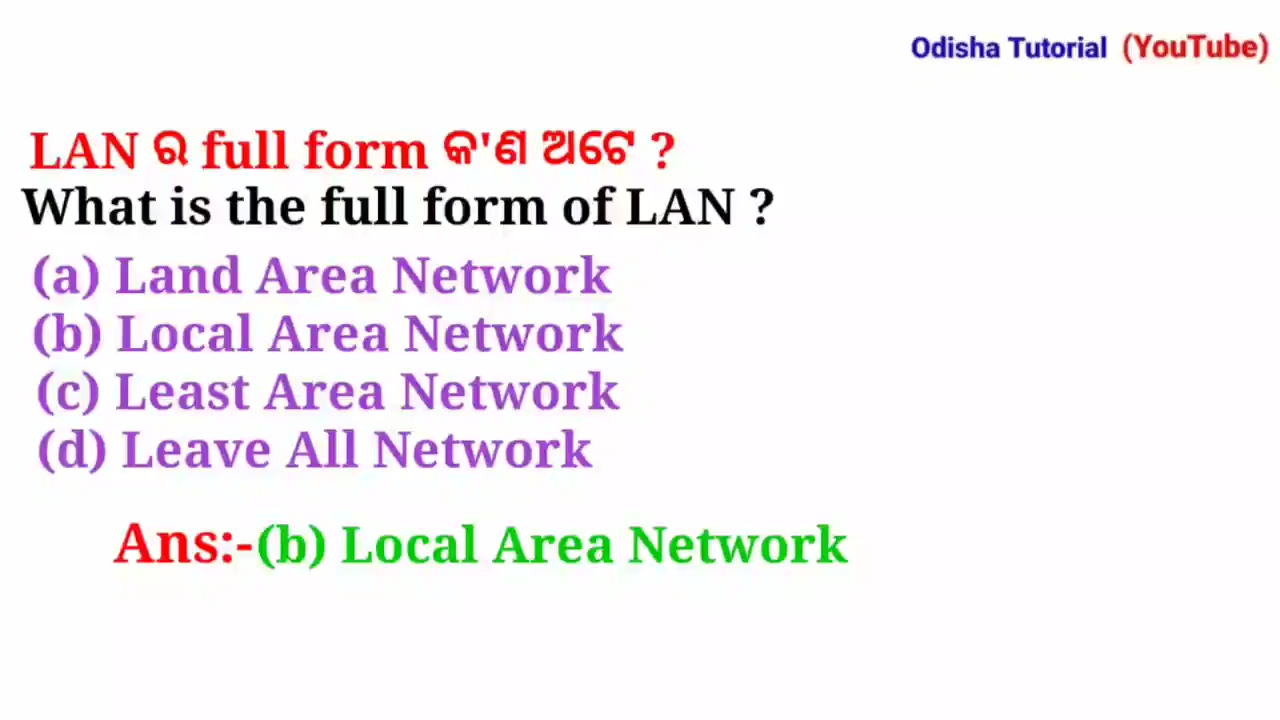 Odisha Tutorial (YouTube)
LAN ର full form କ'ଣ ଅଟେ ?
What is the full form of LAN ?
(a) Land Area Network
(b) Local Area Network
(c) Least Area Network
(d) Leave All Network
Ans:-(b) Local Area Network